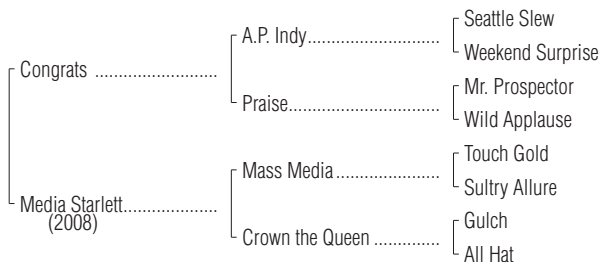 Seattle Slew
A.P. Indy
Weekend Surprise
Congrats
Mr. Prospector
Praise
Wild Applause
Touch Gold
Mass Media
Sultry Allure
Media Starlett
(2008)
Gulch
Crown the Queen
All Hat